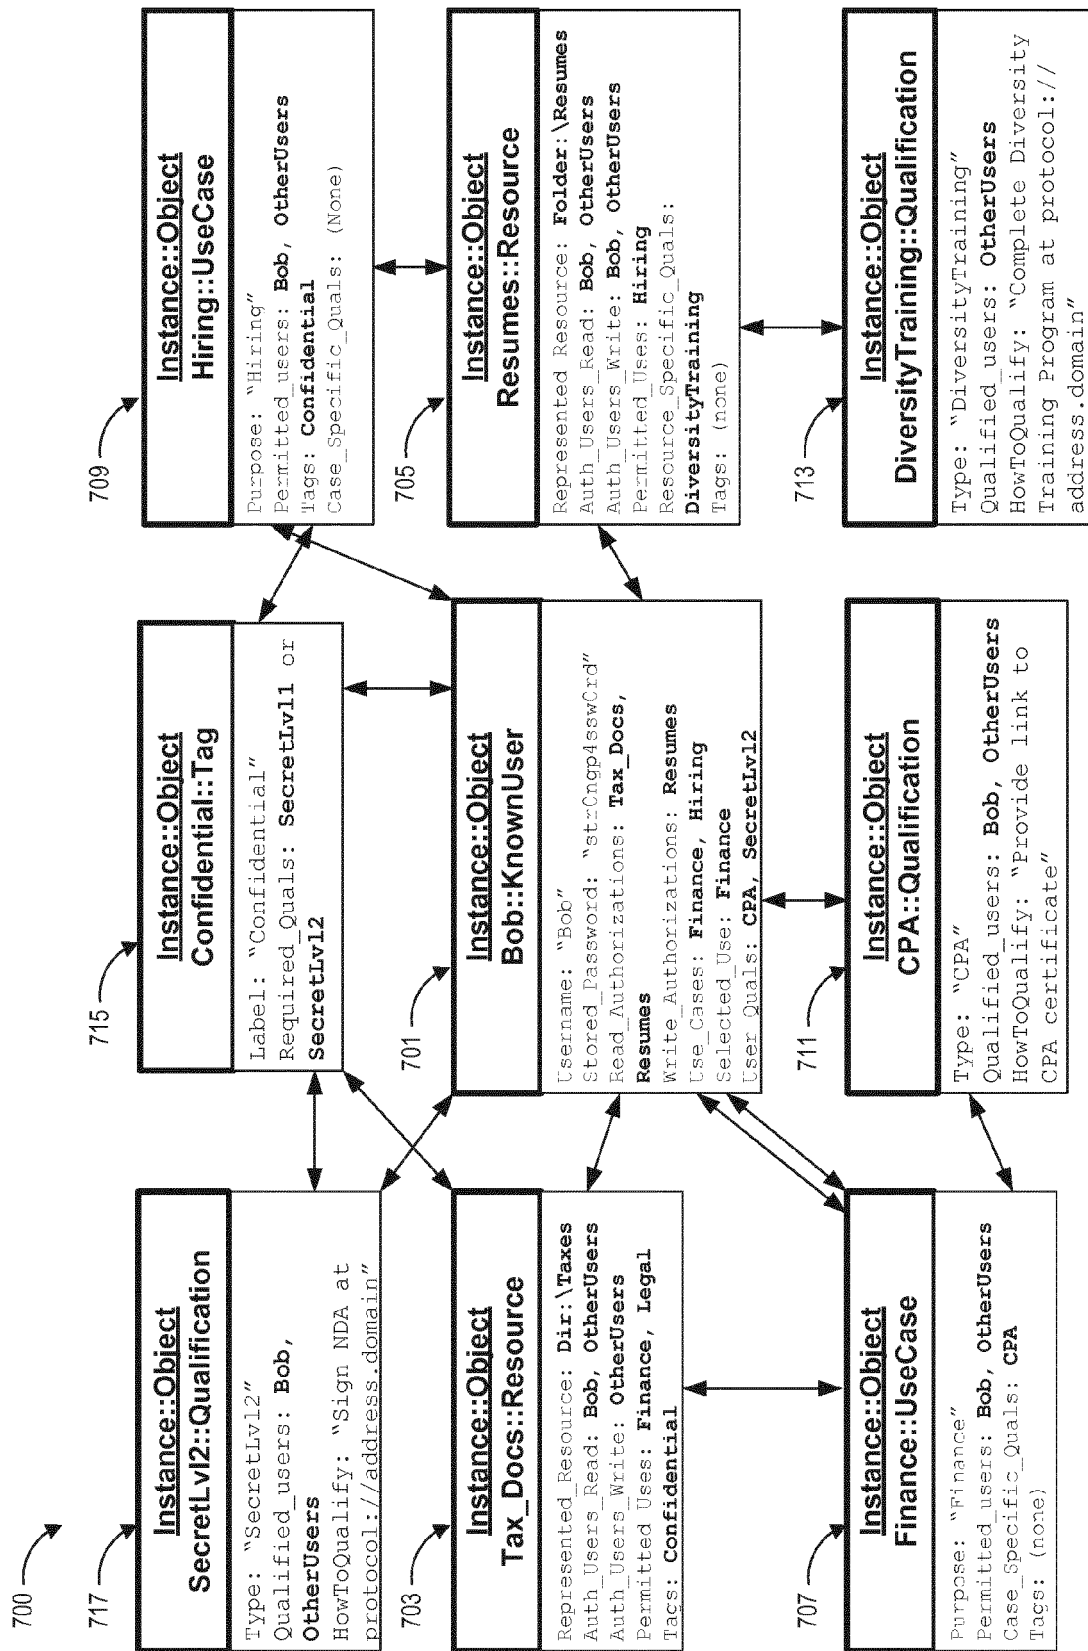 700
717
Instance::Object
SecretLvl2::Qualification
Type: “SecretLvl2”
Qualified_users: Bob,
OtherUsers
HowToQualify: “Sign NDA at
protocol://address.domain”
715
Instance::Object
Confidential::Tag
Label: “Confidential”
Required_Quals: SecretLvl1 or
SecretLvl2
709
Instance::Object
Hiring::UseCase
Purpose: “Hiring”
Permitted_users: Bob, OtherUsers
Tags: Confidential
Case_Specific_Quals: (None)
703
Instance::Object
Tax_Docs::Resource
Represented_Resource: Dir:\Taxes
Auth_Users_Read: Bob, OtherUsers
Auth_Users_Write: OtherUsers
Permitted Uses: Finance, Legal
Tags: Confidential
701
Instance::Object
Bob::KnownUser
Username: “Bob”
Stored_Password: “str0ngp4ssw0rd”
Read_Authorizations: Tax_Docs,
Resumes
Write_Authorizations: Resumes
Use_Cases: Finance, Hiring
Selected_Use: Finance
User_Quals: CPA, SecretLvl2
705
Instance::Object
Resumes::Resource
Represented Resource: Folder:\Resumes
Auth_Users_Read: Bob, OtherUsers
Auth_Users_Write: Bob, OtherUsers
Permitted_Uses: Hiring
Resource_Specific_Quals:
DiversityTraining
Tags: (none)
707
Instance::Object
Finance::UseCase
Purpose: “Finance”
Permitted_users: Bob, OtherUsers
Case_Specific_Quals: CPA
Tags: (none)
711
Instance::Object
CPA::Qualification
Type: “CPA”
Qualified_users: Bob, OtherUsers
HowToQualify: “Provide link to
CPA certificate”
713
Instance::Object
DiversityTraining::Qualification
Type: “DiversityTraining”
Qualified_users: OtherUsers
HowToQualify: “Complete Diversity
Training Program at protocol://
address.domain”